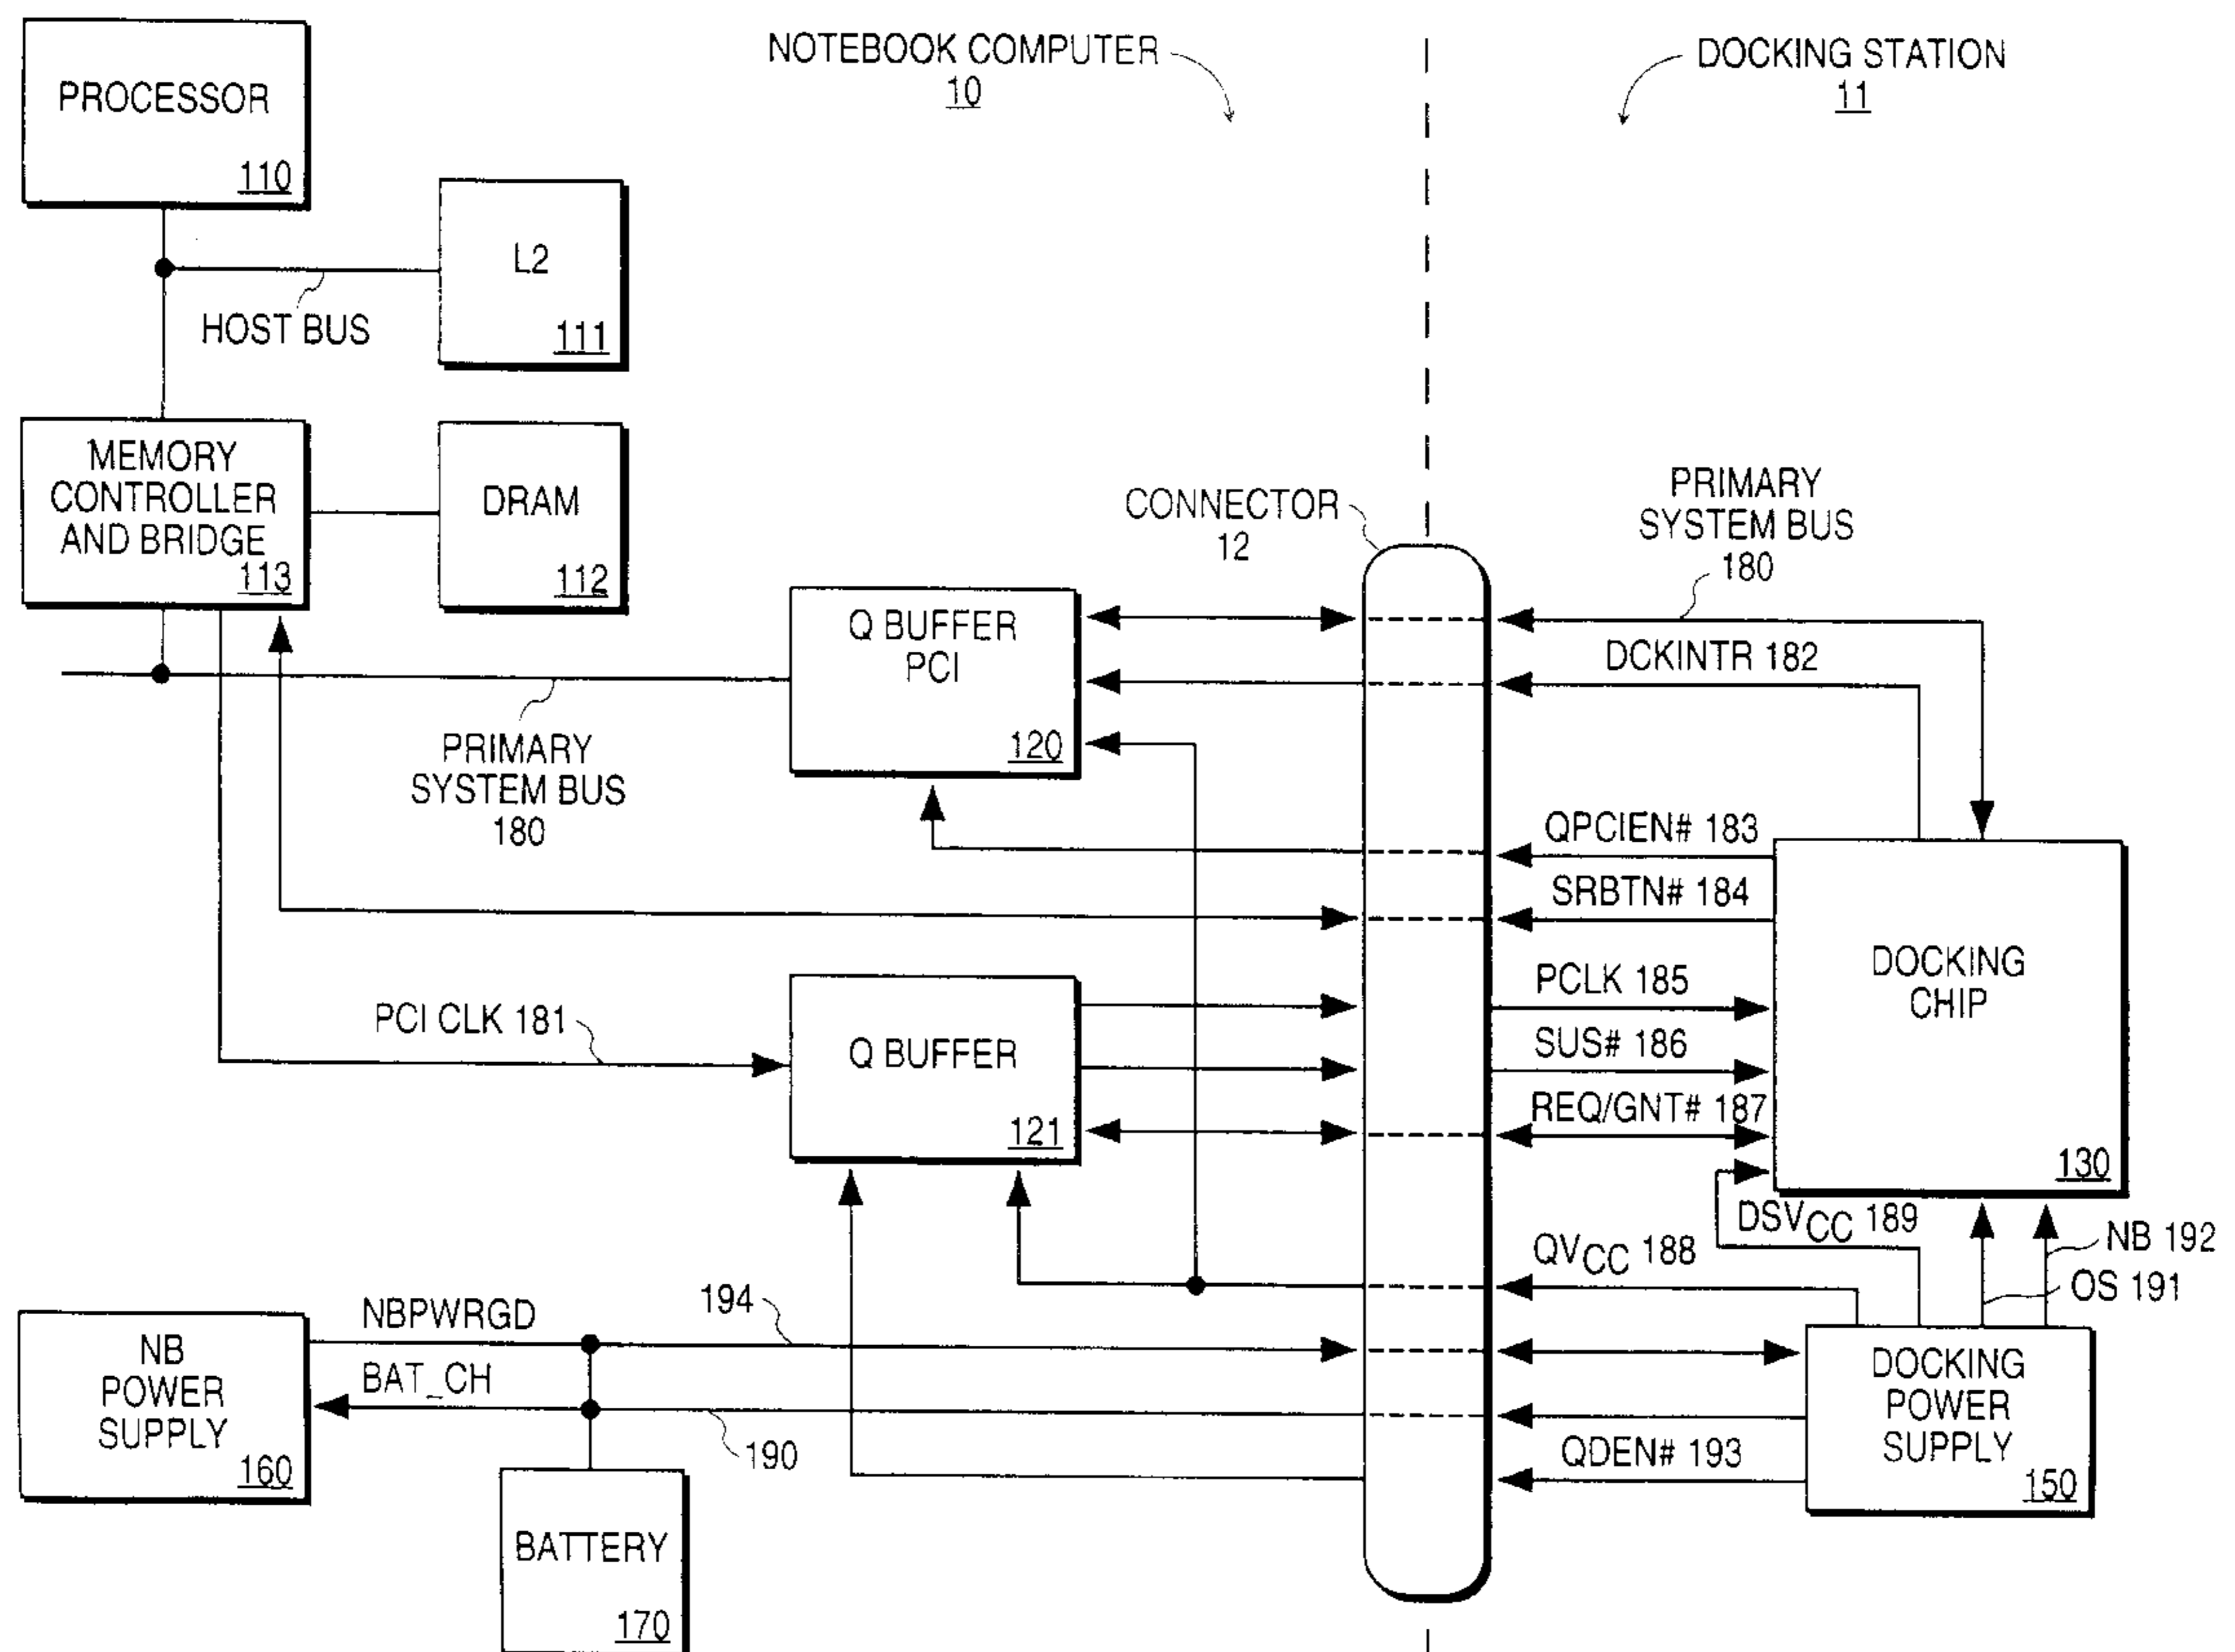 NOTEBOOK COMPUTER
10
DOCKING STATION
11
PROCESSOR
110
L2
111
HOST BUS
MEMORY
CONTROLLER
AND BRIDGE
113
DRAM
112
CONNECTOR
12
PRIMARY
SYSTEM BUS
180
Q BUFFER
PCI
120
DCKINTR 182
PRIMARY
SYSTEM BUS
180
QPCIEN# 183
SRBTN# 184
DOCKING
CHIP
130
PCLK 185
SUS# 186
REQ/GNT# 187
PCI CLK 181
Q BUFFER
121
DSVCC 189
QVCC 188
NB 192
OS 191
NB
POWER
SUPPLY
160
NBPWRGD
194
BAT_CH
190
DOCKING
POWER
SUPPLY
150
QDEN# 193
BATTERY
170